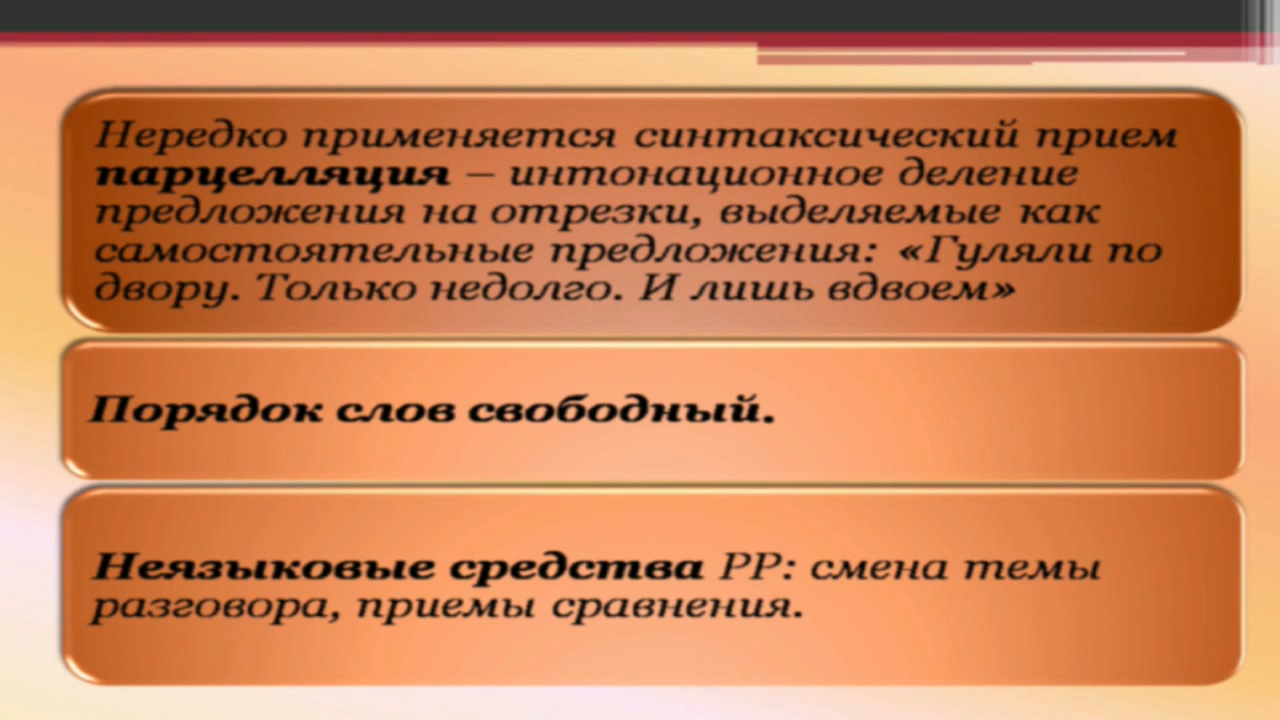 Нередко применяется синтаксический прием
парцелляция – интонационное деление
предложения на отрезки, выделяемые как
самостоятельные предложения: «Гуляли по
двору. Только недолго. И лишь вдвоем»
Порядок слов свободный.
Неязыковые средства РР: смена темы
разговора, приемы сравнения.